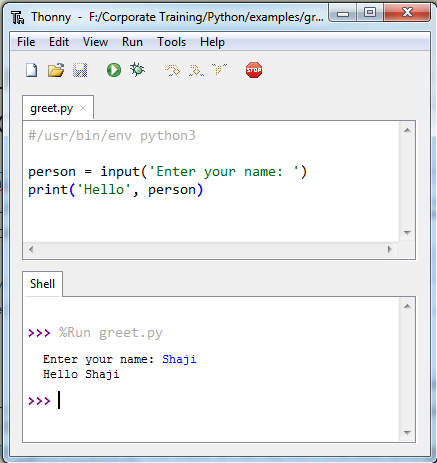 Thonny - F:/Corporate Training/Python/examples/gr...
File Edit View Run Tools Help
STOP
greet.py ×
#/usr/bin/env python3
person = input('Enter your name: ')
print('Hello', person)
Shell
>>> %Run greet.py
Enter your name: Shaji
Hello Shaji
>>>